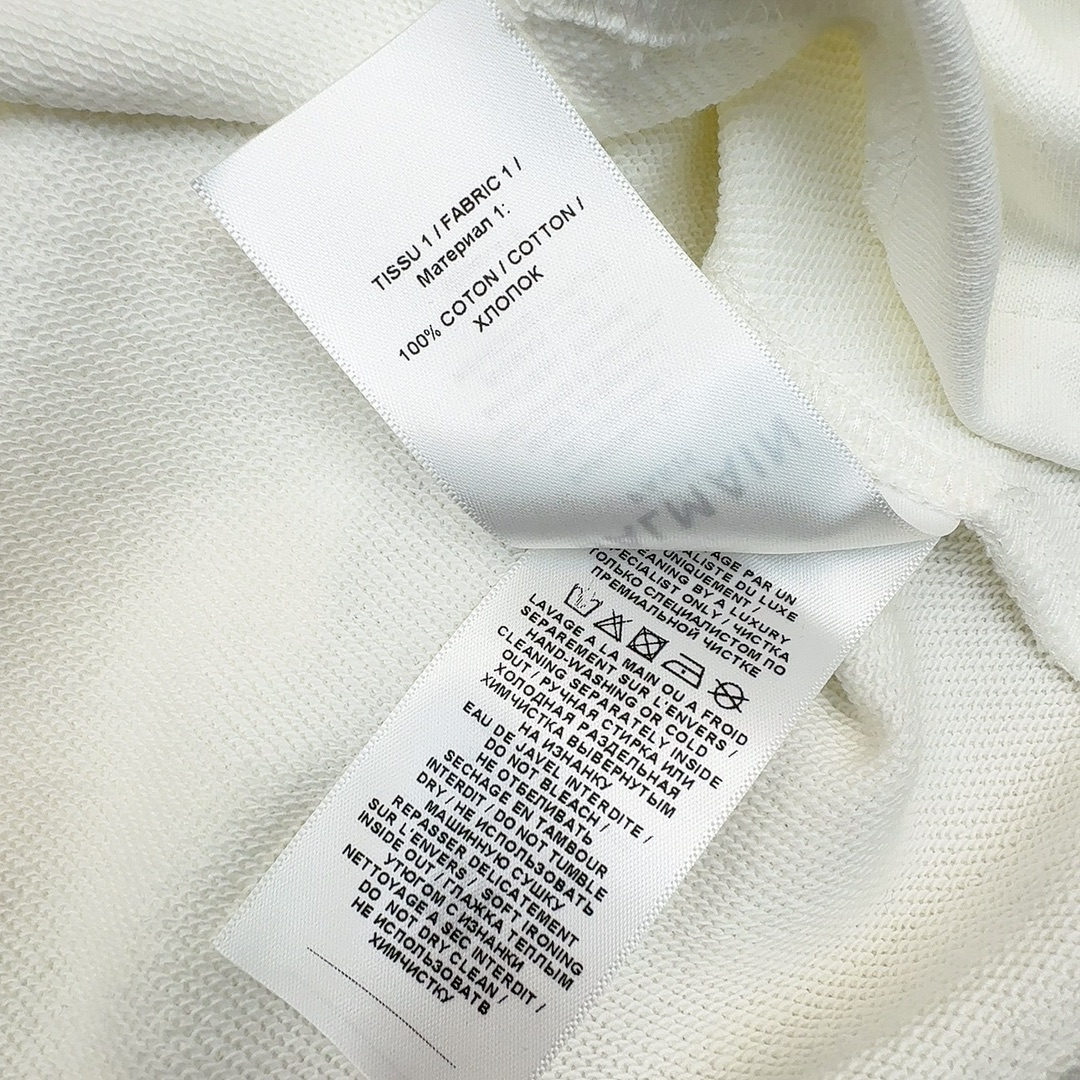 TISSU 1 / FABRIC 1 /
Материал 1:
100% COTON / COTTON /
ХЛОПОК
PAR UN
DU LUXE
UNIQUEMENT /
BY A LUXURY
ONLY / ЧИСТКА
ТОЛЬКО СПЕЦИАЛИСТОМ ПО
ПРЕМИАЛЬНОЙ ЧИСТКЕ
LAVAGE A LA MAIN OU A FROID
SEPAREMENT SUR L'ENVERS /
HAND-WASHING OR COLD
CLEANING SEPARATELY INSIDE
OUT / РУЧНАЯ СТИРКА ИЛИ
ХОЛОДНАЯ РАЗДЕЛЬНАЯ
ХИМЧИСТКА ВЫВЕРНУТЫМ
НА ИЗНАНКУ
EAU DE JAVEL INTERDITE /
DO NOT BLEACH /
НЕ ОТБЕЛИВАТЬ
SECHAGE EN TAMBOUR
INTERDIT / DO NOT TUMBLE
DRY / НЕ ИСПОЛЬЗОВАТЬ
МАШИННУЮ СУШКУ
REPASSER DELICATEMENT
SUR L'ENVERS / SOFT IRONING
INSIDE OUT / ГЛАЖКА ТЕПЛЫМ
УТЮГОМ С ИЗНАНКИ
NETTOYAGE A SEC INTERDIT /
DO NOT DRY CLEAN /
НЕ ИСПОЛЬЗОВАТЬ
ХИМЧИСТКУ